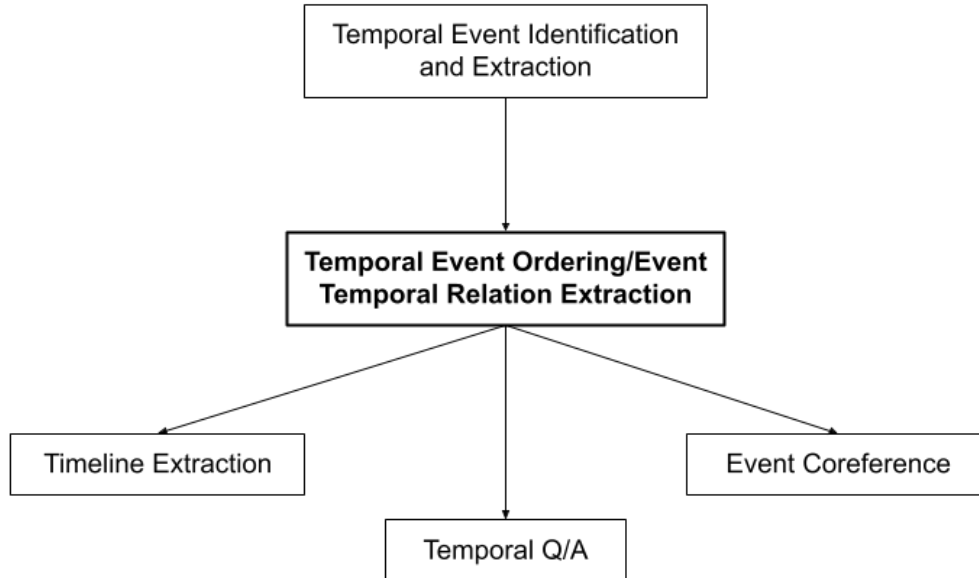 Temporal Event Identification
and Extraction
Temporal Event Ordering/Event
Temporal Relation Extraction
Timeline Extraction
Event Coreference
Temporal Q/A